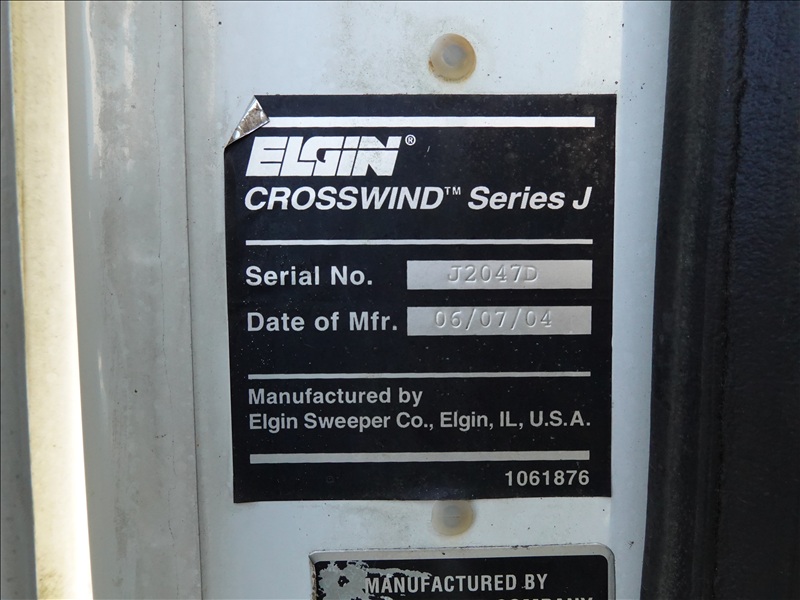 ELGIN®
CROSSWIND™ Series J
Serial No. J2047D
Date of Mfr. 06/07/04
Manufactured by
Elgin Sweeper Co., Elgin, IL, U.S.A.
1061876
MANUFACTURED BY
COMPANY